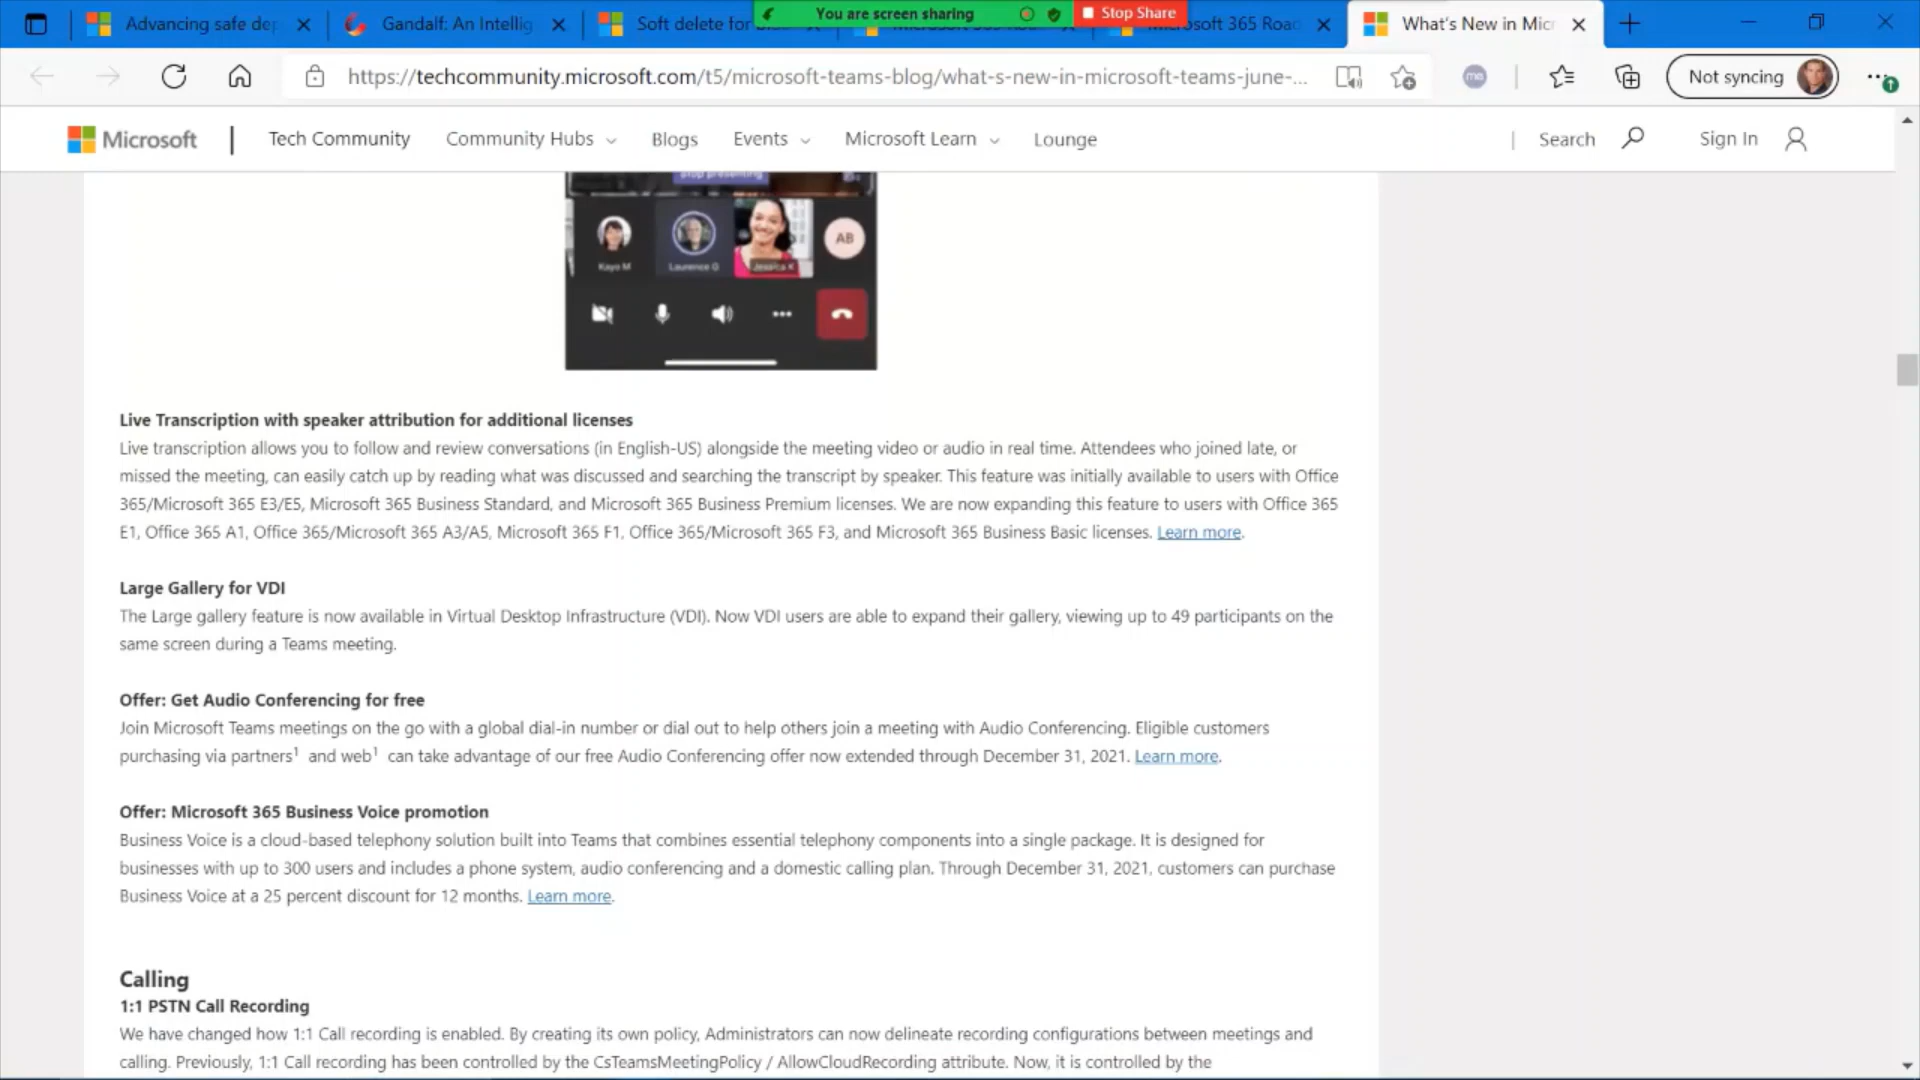 Advancing safe de
Gandalf: An Intellig
Soft delete for
You are screen sharing
Stop Share
Microsoft 365 Roa
What's New in Micr
https://techcommunity.microsoft.com/t5/microsoft-teams-blog/what-s-new-in-microsoft-teams-june-...
Not syncing
Microsoft
Tech Community
Community Hubs
Blogs
Events
Microsoft Learn
Lounge
Search
Sign In
Stop presenting
Kayo M
Laurence G
Jessica K
AB
Live Transcription with speaker attribution for additional licenses
Live transcription allows you to follow and review conversations (in English-US) alongside the meeting video or audio in real time. Attendees who joined late, or
missed the meeting, can easily catch up by reading what was discussed and searching the transcript by speaker. This feature was initially available to users with Office
365/Microsoft 365 E3/E5, Microsoft 365 Business Standard, and Microsoft 365 Business Premium licenses. We are now expanding this feature to users with Office 365
E1, Office 365 A1, Office 365/Microsoft 365 A3/A5, Microsoft 365 F1, Office 365/Microsoft 365 F3, and Microsoft 365 Business Basic licenses. Learn more.
Large Gallery for VDI
The Large gallery feature is now available in Virtual Desktop Infrastructure (VDI). Now VDI users are able to expand their gallery, viewing up to 49 participants on the
same screen during a Teams meeting.
Offer: Get Audio Conferencing for free
Join Microsoft Teams meetings on the go with a global dial-in number or dial out to help others join a meeting with Audio Conferencing. Eligible customers
purchasing via partners¹ and web¹ can take advantage of our free Audio Conferencing offer now extended through December 31, 2021. Learn more.
Offer: Microsoft 365 Business Voice promotion
Business Voice is a cloud-based telephony solution built into Teams that combines essential telephony components into a single package. It is designed for
businesses with up to 300 users and includes a phone system, audio conferencing and a domestic calling plan. Through December 31, 2021, customers can purchase
Business Voice at a 25 percent discount for 12 months. Learn more.
Calling
1:1 PSTN Call Recording
We have changed how 1:1 Call recording is enabled. By creating its own policy, Administrators can now delineate recording configurations between meetings and
calling. Previously, 1:1 Call recording has been controlled by the CsTeamsMeetingPolicy / AllowCloudRecording attribute. Now, it is controlled by the